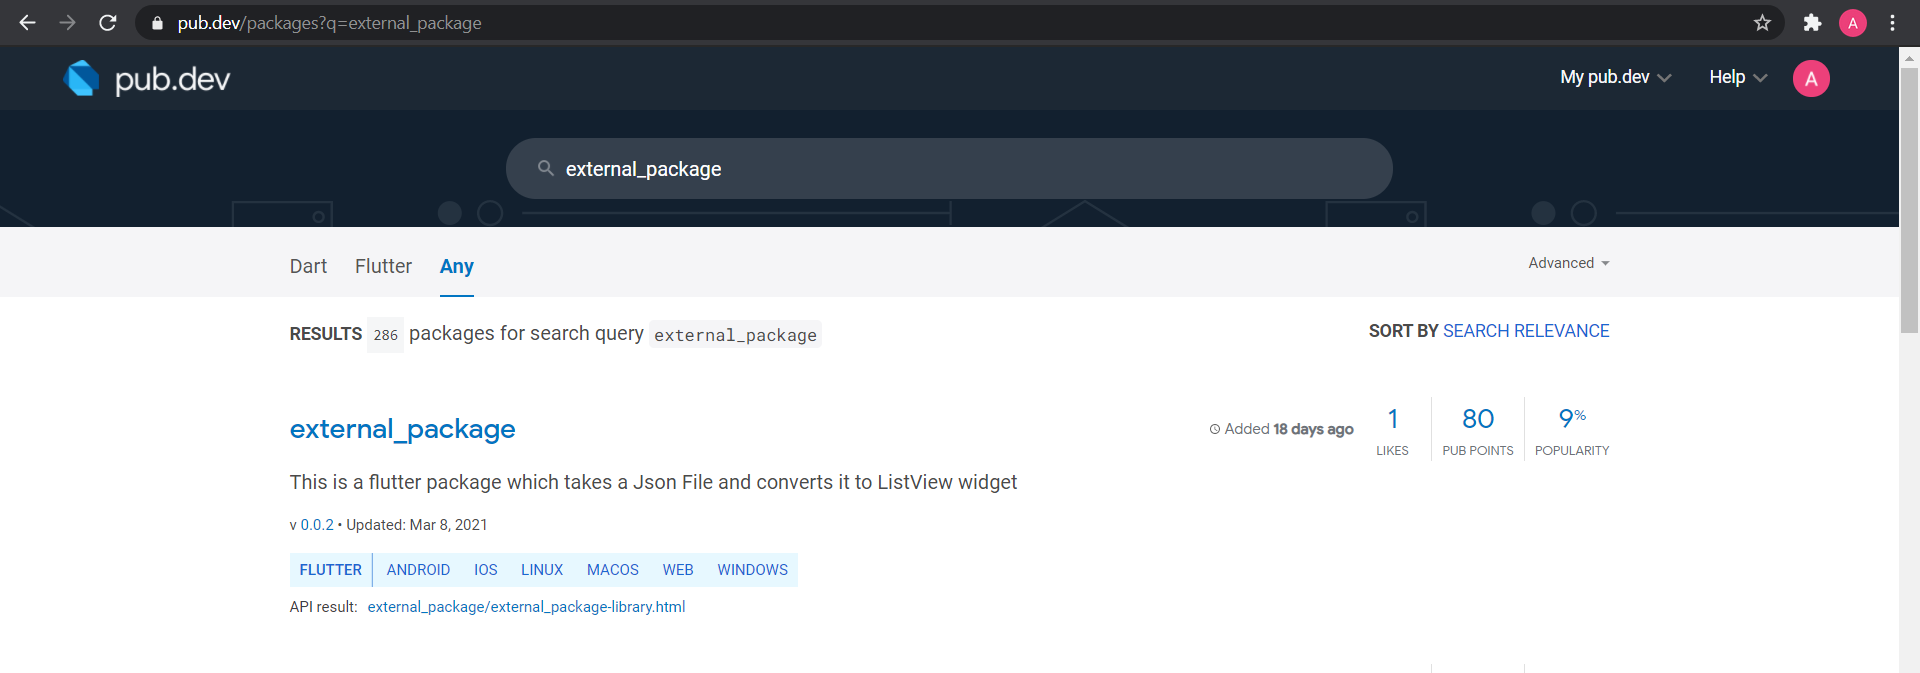 pub.dev/packages?q=external_package
A
pub.dev
My pub.dev
Help
A
external_package
Dart Flutter Any
Advanced
RESULTS 286 packages for search query external_package
SORT BY SEARCH RELEVANCE
external_package
Added 18 days ago
1
LIKES
80
PUB POINTS
9%
POPULARITY
This is a flutter package which takes a Json File and converts it to ListView widget
v 0.0.2 • Updated: Mar 8, 2021
FLUTTER ANDROID IOS LINUX MACOS WEB WINDOWS
API result: external_package/external_package-library.html